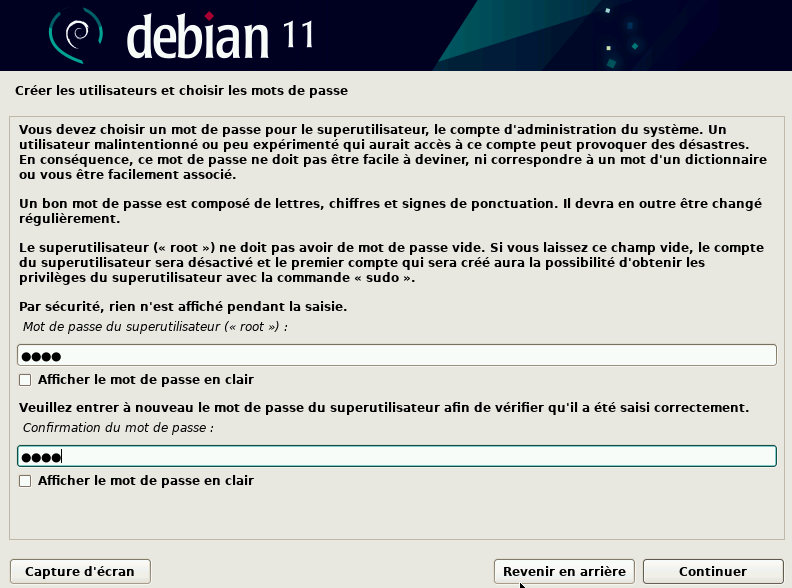 debian 11
Créer les utilisateurs et choisir les mots de passe
Vous devez choisir un mot de passe pour le superutilisateur, le compte d'administration du système. Un
utilisateur malintentionné ou peu expérimenté qui aurait accès à ce compte peut provoquer des désastres.
En conséquence, ce mot de passe ne doit pas être facile à deviner, ni correspondre à un mot d'un dictionnaire
ou vous être facilement associé.
Un bon mot de passe est composé de lettres, chiffres et signes de ponctuation. Il devra en outre être changé
régulièrement.
Le superutilisateur (« root ») ne doit pas avoir de mot de passe vide. Si vous laissez ce champ vide, le compte
du superutilisateur sera désactivé et le premier compte qui sera créé aura la possibilité d'obtenir les
privilèges du superutilisateur avec la commande « sudo ».
Par sécurité, rien n'est affiché pendant la saisie.
Mot de passe du superutilisateur (« root ») :
●●●●
Afficher le mot de passe en clair
Veuillez entrer à nouveau le mot de passe du superutilisateur afin de vérifier qu'il a été saisi correctement.
Confirmation du mot de passe :
●●●●
Afficher le mot de passe en clair
Capture d'écran
Revenir en arrière
Continuer